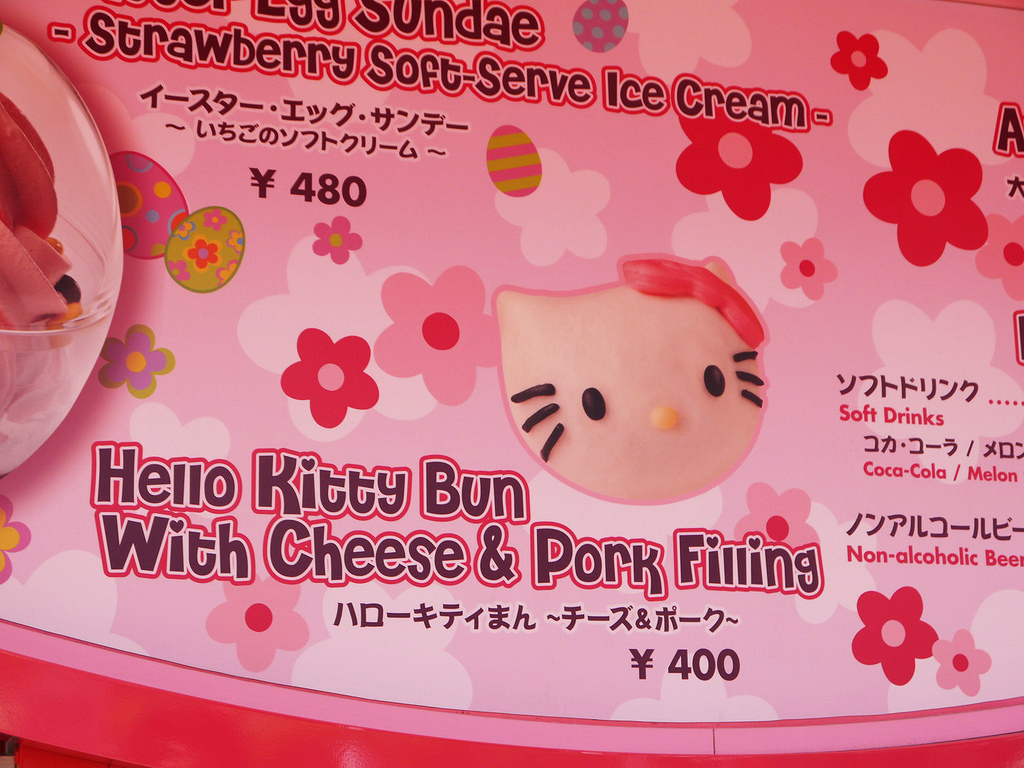 Egg Sundae
- Strawberry Soft-Serve Ice Cream -
イースター・エッグ・サンデー
~ いちごのソフトクリーム ~
¥ 480
Hello Kitty Bun
With Cheese & Pork Filling
ハローキティまん ~チーズ&ポーク~
¥ 400
A
大
ソフトドリンク ......
Soft Drinks
コカ・コーラ / メロン
Coca-Cola / Melon
ノンアルコールビー
Non-alcoholic Beer